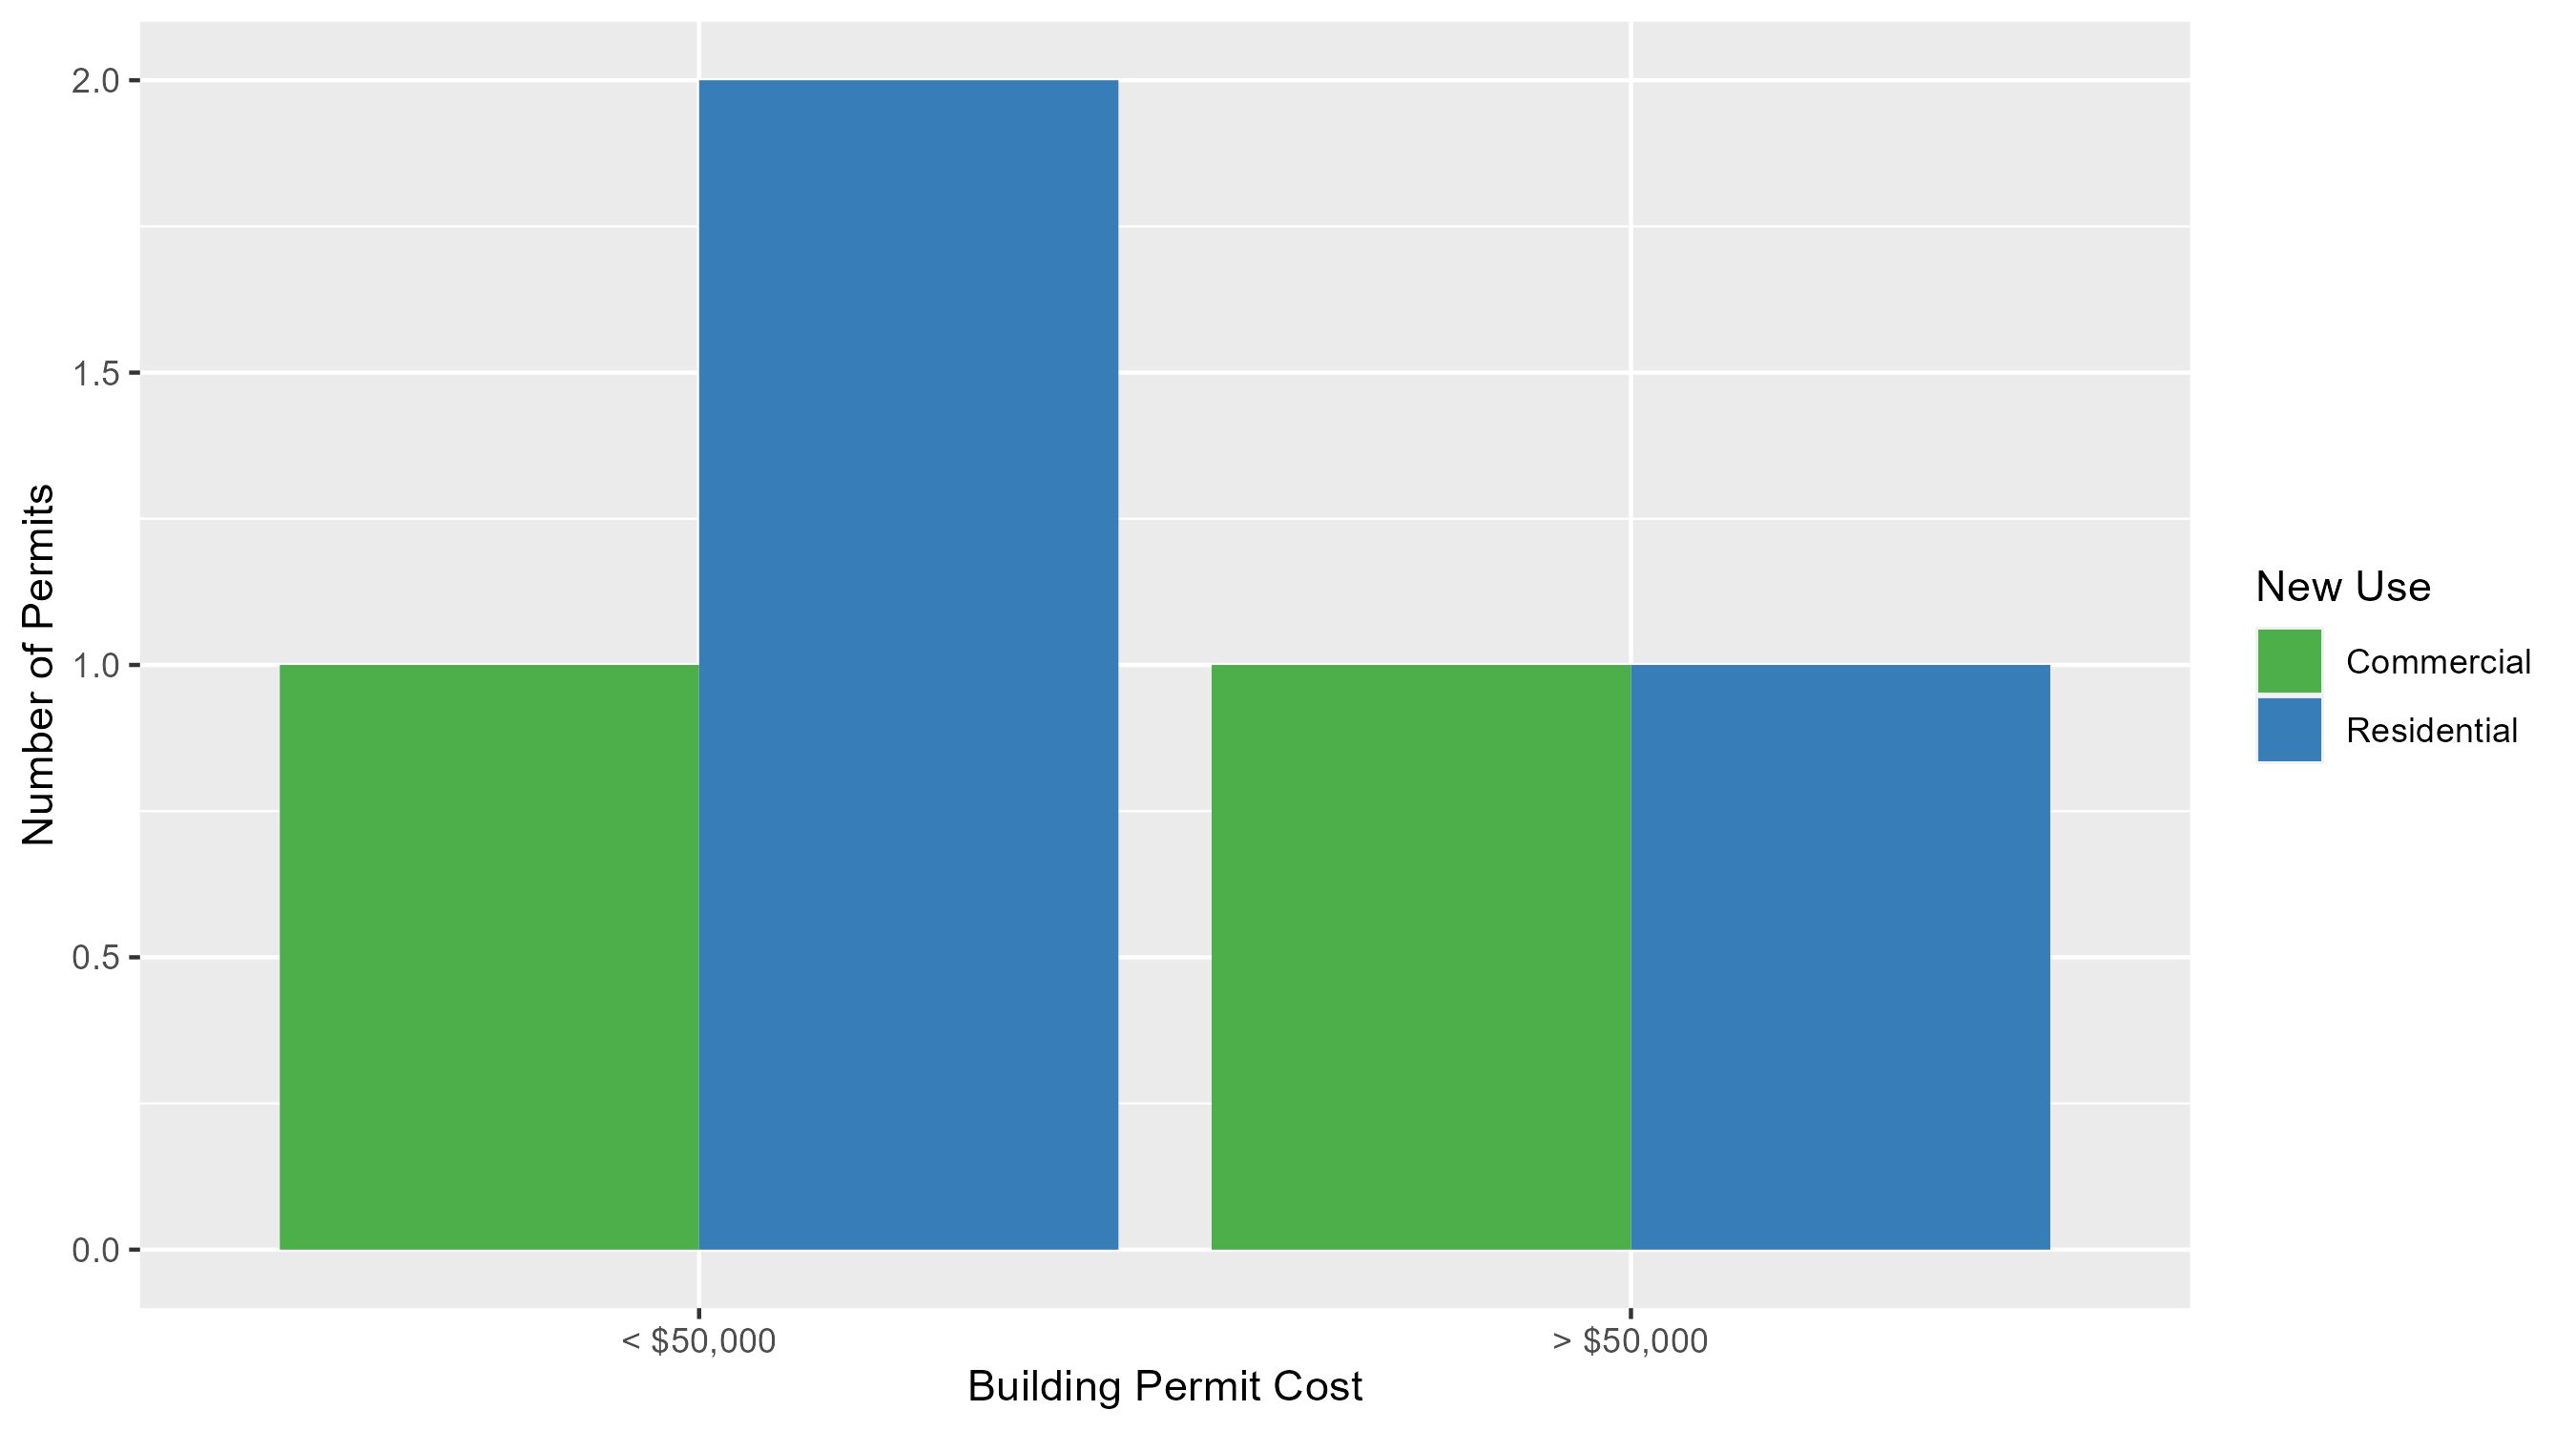 2.0
1.5
1.0
0.5
0.0
Number of Permits
< $50,000
> $50,000
Building Permit Cost
New Use
Commercial
Residential